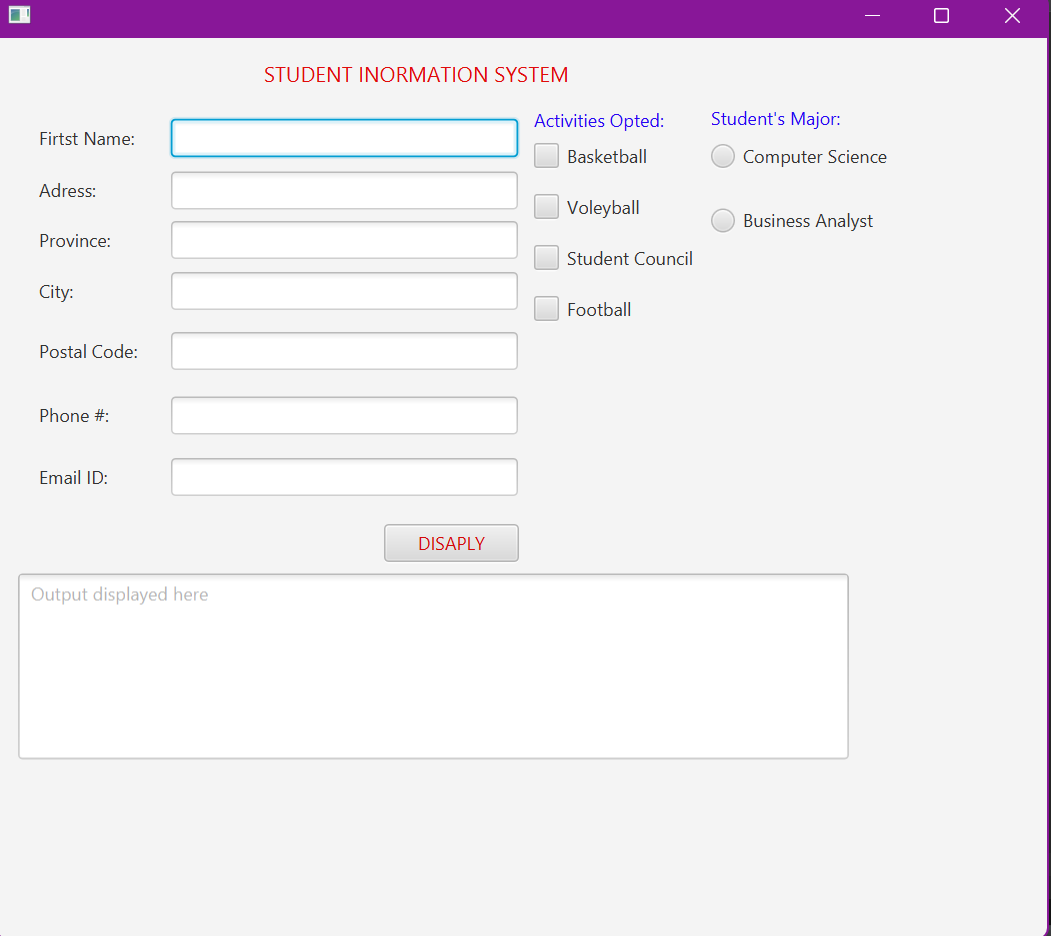 STUDENT INORMATION SYSTEM
Firtst Name:
Adress:
Province:
City:
Postal Code:
Phone #:
Email ID:
Activities Opted:
Basketball
Voleyball
Student Council
Football
Student's Major:
Computer Science
Business Analyst
DISAPLY
Output displayed here